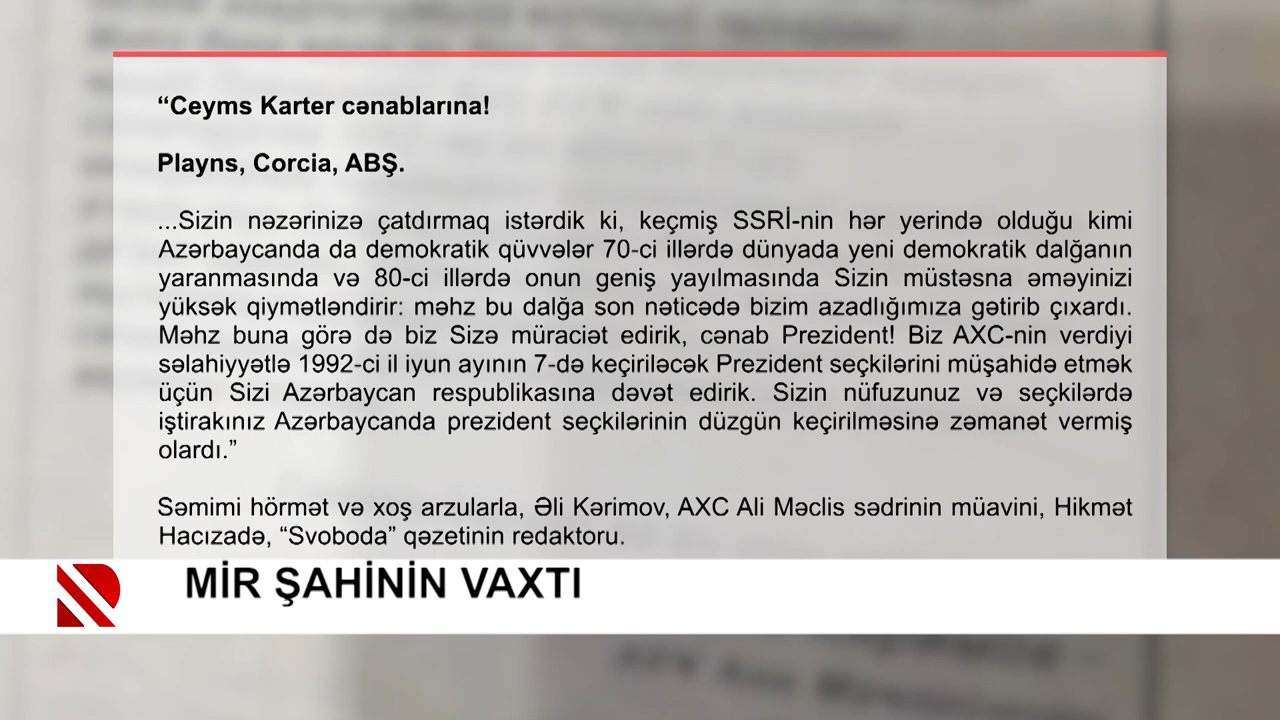 “Ceyms Karter cənablarına!
Playns, Corcia, ABŞ.
...Sizin nəzərinizə çatdırmaq istərdik ki, keçmiş SSRİ-nin hər yerində olduğu kimi
Azərbaycanda da demokratik qüvvələr 70-ci illərdə dünyada yeni demokratik dalğanın
yaranmasında və 80-ci illərdə onun geniş yayılmasında Sizin müstəsna əməyinizi
yüksək qiymətləndirir: məhz bu dalğa son nəticədə bizim azadlığımıza gətirib çıxardı.
Məhz buna görə də biz Sizə müraciət edirik, cənab Prezident! Biz AXC-nin verdiyi
səlahiyyətlə 1992-ci il iyun ayının 7-də keçiriləcək Prezident seçkilərini müşahidə etmək
üçün Sizi Azərbaycan respublikasına dəvət edirik. Sizin nüfuzunuz və seçkilərdə
iştirakınız Azərbaycanda prezident seçkilərinin düzgün keçirilməsinə zəmanət vermiş
olardı.”
Səmimi hörmət və xoş arzularla, Əli Kərimov, AXC Ali Məclis sədrinin müavini, Hikmət
Hacızadə, “Svoboda” qəzetinin redaktoru.
MİR ŞAHİNİN VAXTI